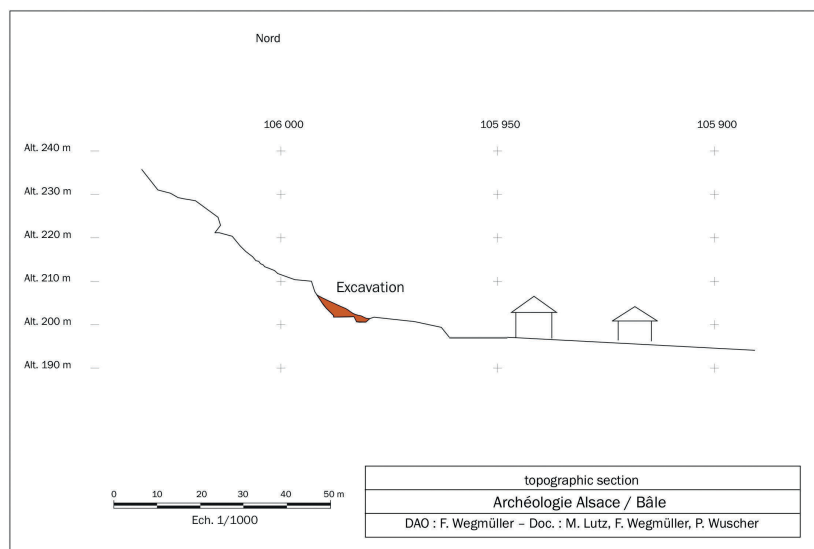 Nord
106 000 105 950 105 900
Alt. 240 m
Alt. 230 m
Alt. 220 m
Alt. 210 m
Excavation
Alt. 200 m
Alt. 190 m
0 10 20 30 40 50 m
Ech. 1/1000
topographic section
Archéologie Alsace / Bâle
DAO : F. Wegmüller – Doc. : M. Lutz, F. Wegmüller, P. Wuscher